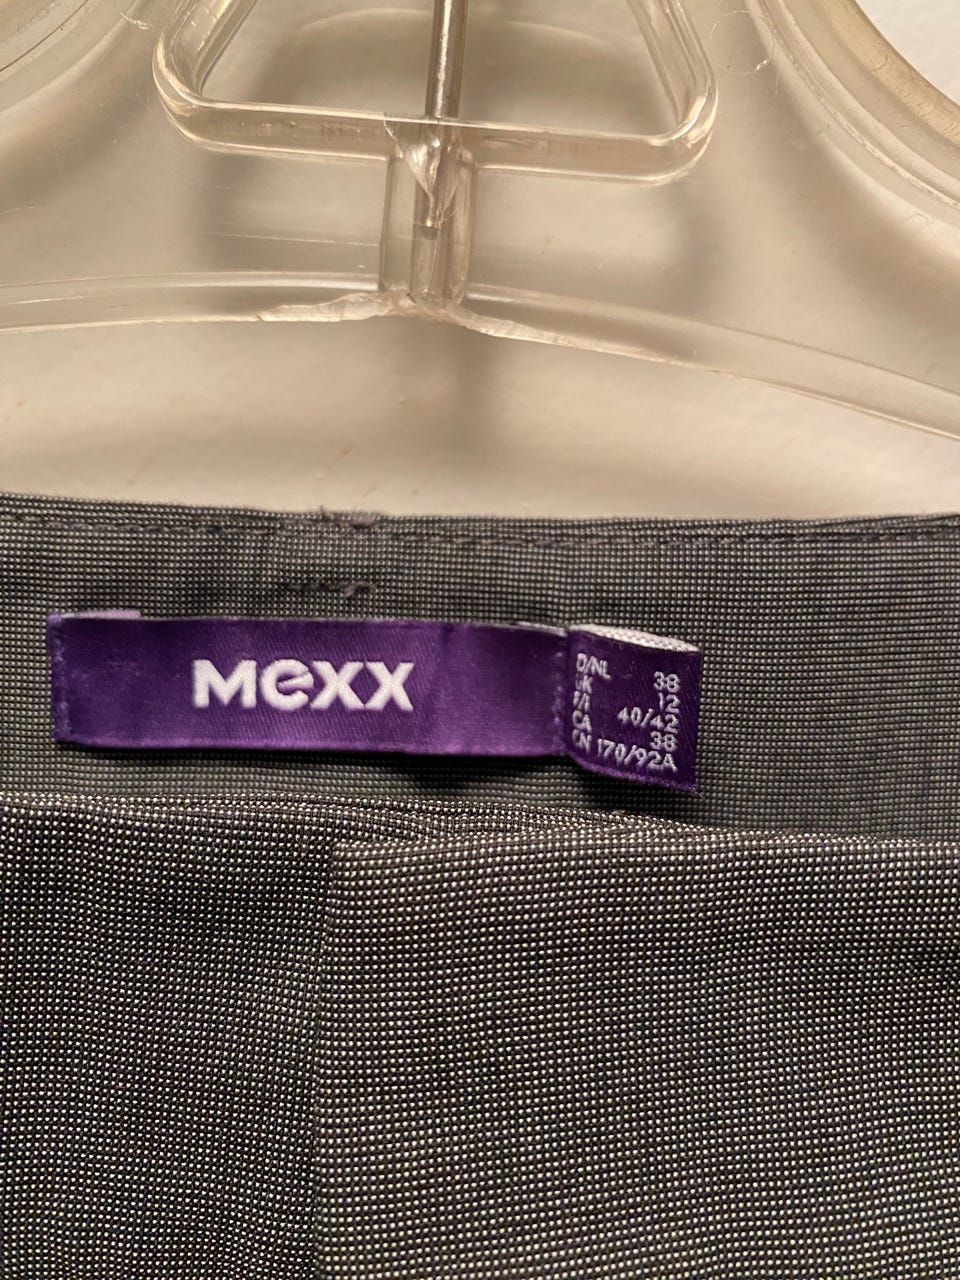 mexx
D/NL 38
UK 12
F/I 40/42
CA 38
CN 170/92A